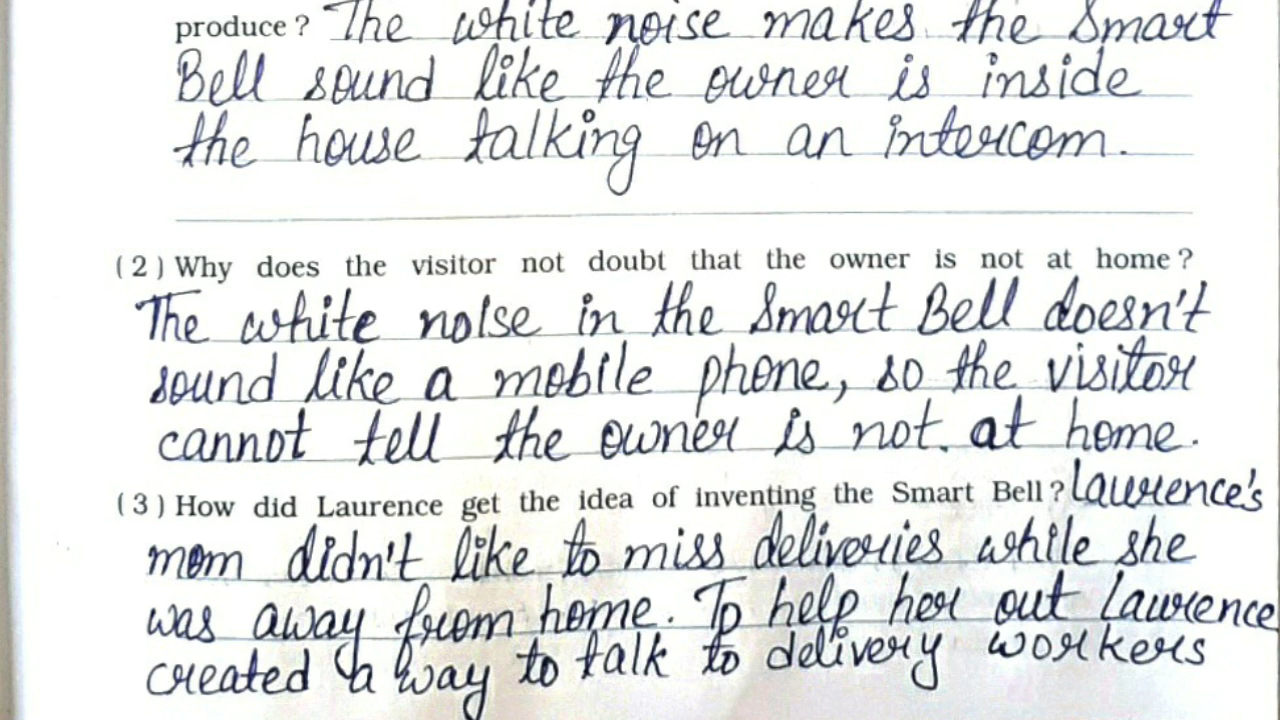 produce? The white noise makes the Smart
Bell sound like the owner is inside
the house talking on an intercom.
(2) Why does the visitor not doubt that the owner is not at home?
The white noise in the Smart Bell doesn't
sound like a mobile phone, so the visitor
cannot tell the owner is not at home.
(3) How did Laurence get the idea of inventing the Smart Bell? Laurence's
mom didn't like to miss deliveries while she
was away from home. To help her out Laurence
created a way to talk to delivery workers